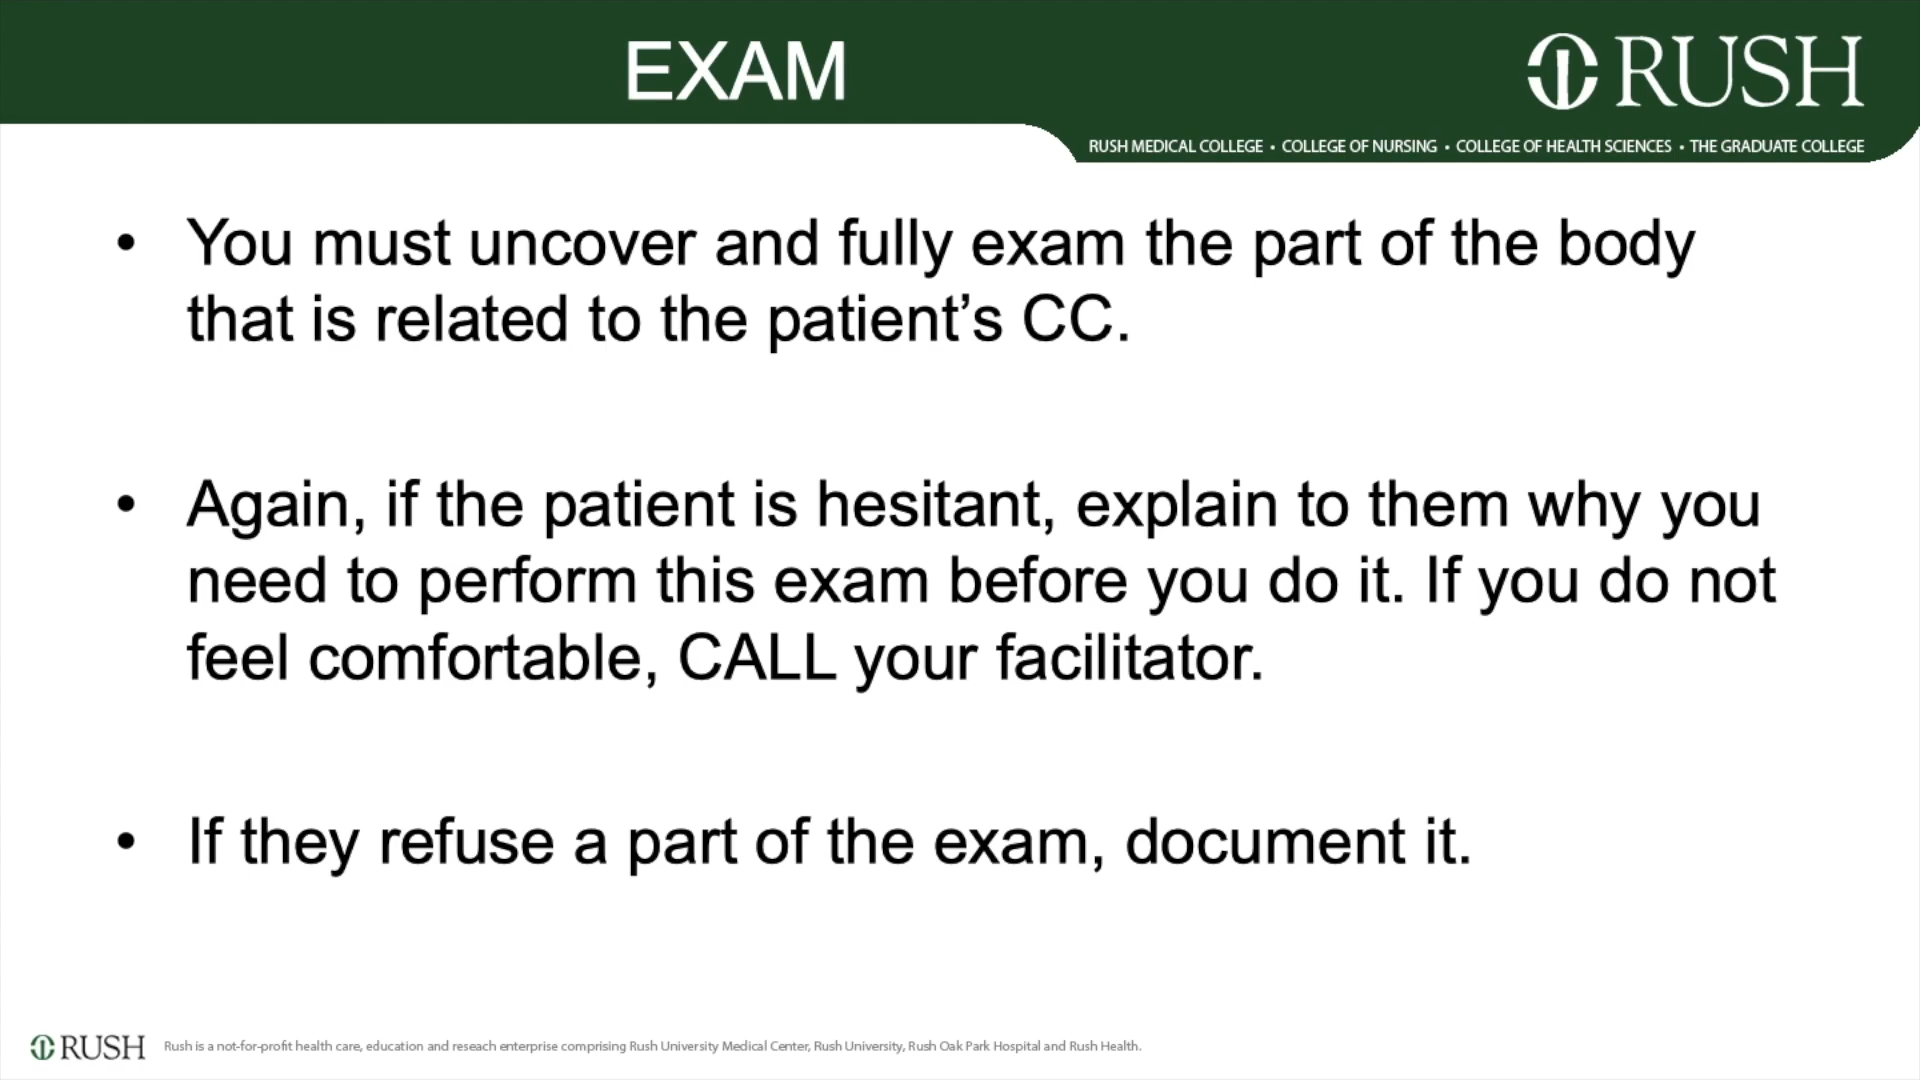 EXAM
RUSH
RUSH MEDICAL COLLEGE • COLLEGE OF NURSING • COLLEGE OF HEALTH SCIENCES • THE GRADUATE COLLEGE
• You must uncover and fully exam the part of the body
that is related to the patient’s CC.
• Again, if the patient is hesitant, explain to them why you
need to perform this exam before you do it. If you do not
feel comfortable, CALL your facilitator.
• If they refuse a part of the exam, document it.
RUSH Rush is a not-for-profit health care, education and reseach enterprise comprising Rush University Medical Center, Rush University, Rush Oak Park Hospital and Rush Health.